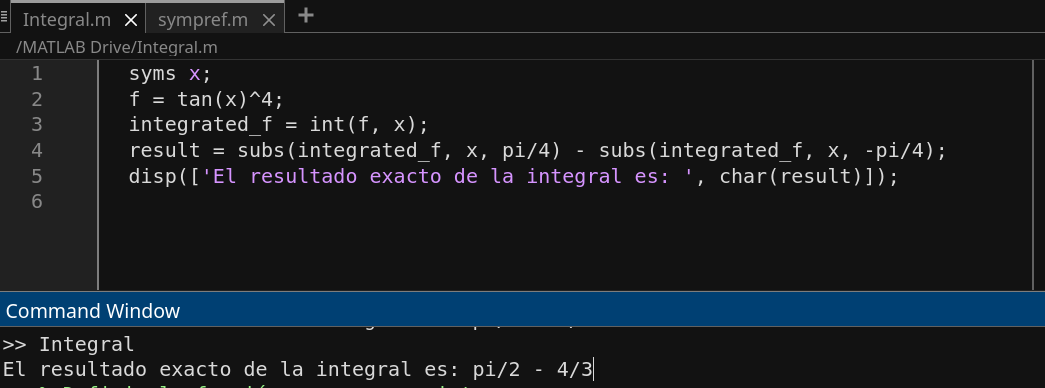 Integral.m × sympref.m × +
/MATLAB Drive/Integral.m
1 syms x;
2 f = tan(x)^4;
3 integrated_f = int(f, x);
4 result = subs(integrated_f, x, pi/4) - subs(integrated_f, x, -pi/4);
5 disp(['El resultado exacto de la integral es: ', char(result)]);
6
Command Window
>> Integral
El resultado exacto de la integral es: pi/2 - 4/3